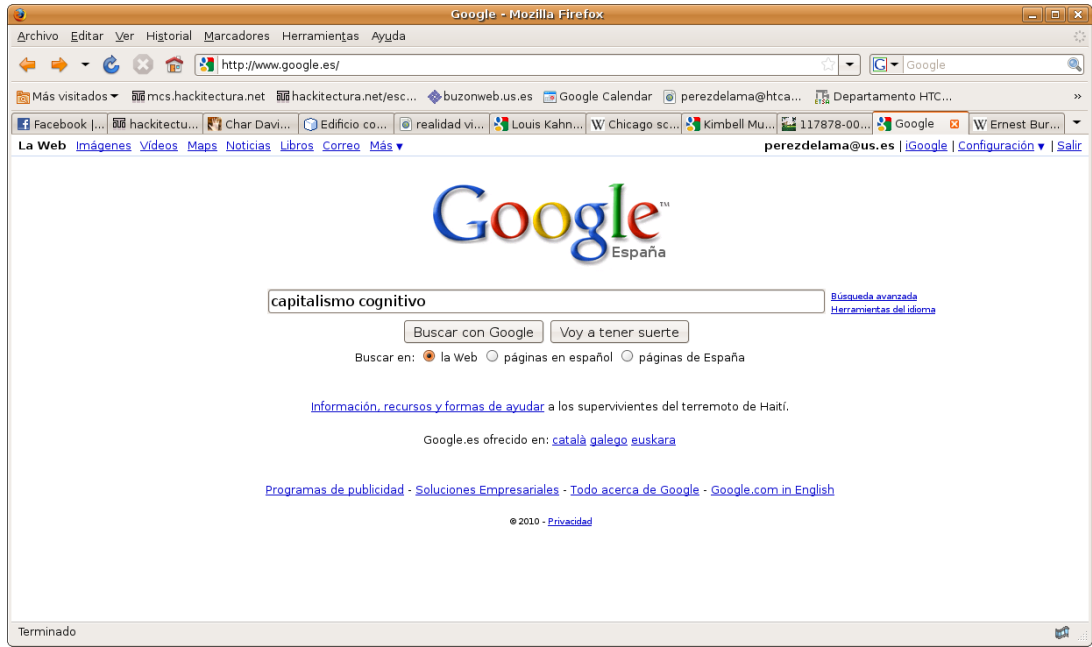 Google - Mozilla Firefox
Archivo Editar Ver Historial Marcadores Herramientas Ayuda
http://www.google.es/ G Google
Más visitados mcs.hackitectura.net hackitectura.net/esc... buzonweb.us.es Google Calendar perezdelama@htca... Departamento HTC... »
Facebook |... hackitectu... Char Davi... Edificio co... realidad vi... Louis Kahn... W Chicago sc... Kimbell Mu... 117878-00... Google W Ernest Bur...
La Web Imágenes Vídeos Maps Noticias Libros Correo Más ▼ perezdelama@us.es | iGoogle | Configuración ▼ | Salir
Google™
España
capitalismo cognitivo Búsqueda avanzada
Herramientas del idioma
Buscar con Google Voy a tener suerte
Buscar en: la Web páginas en español páginas de España
Información, recursos y formas de ayudar a los supervivientes del terremoto de Haití.
Google.es ofrecido en: català galego euskara
Programas de publicidad - Soluciones Empresariales - Todo acerca de Google - Google.com in English
© 2010 - Privacidad
Terminado